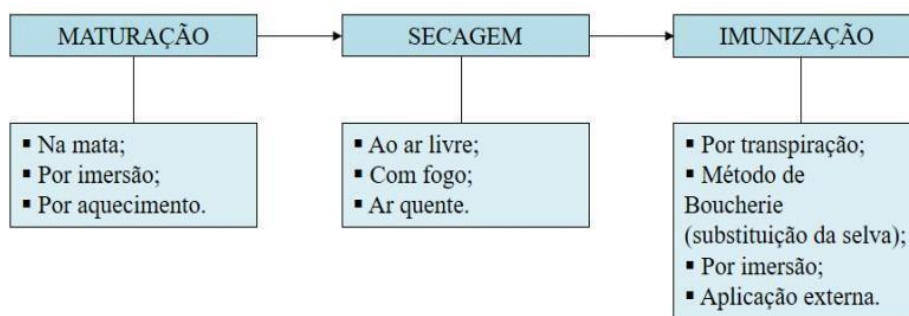 MATURAÇÃO
SECAGEM
IMUNIZAÇÃO
▪ Na mata;
▪ Por imersão;
▪ Por aquecimento.
▪ Ao ar livre;
▪ Com fogo;
▪ Ar quente.
▪ Por transpiração;
▪ Método de
Boucherie
(substituição da selva);
▪ Por imersão;
▪ Aplicação externa.